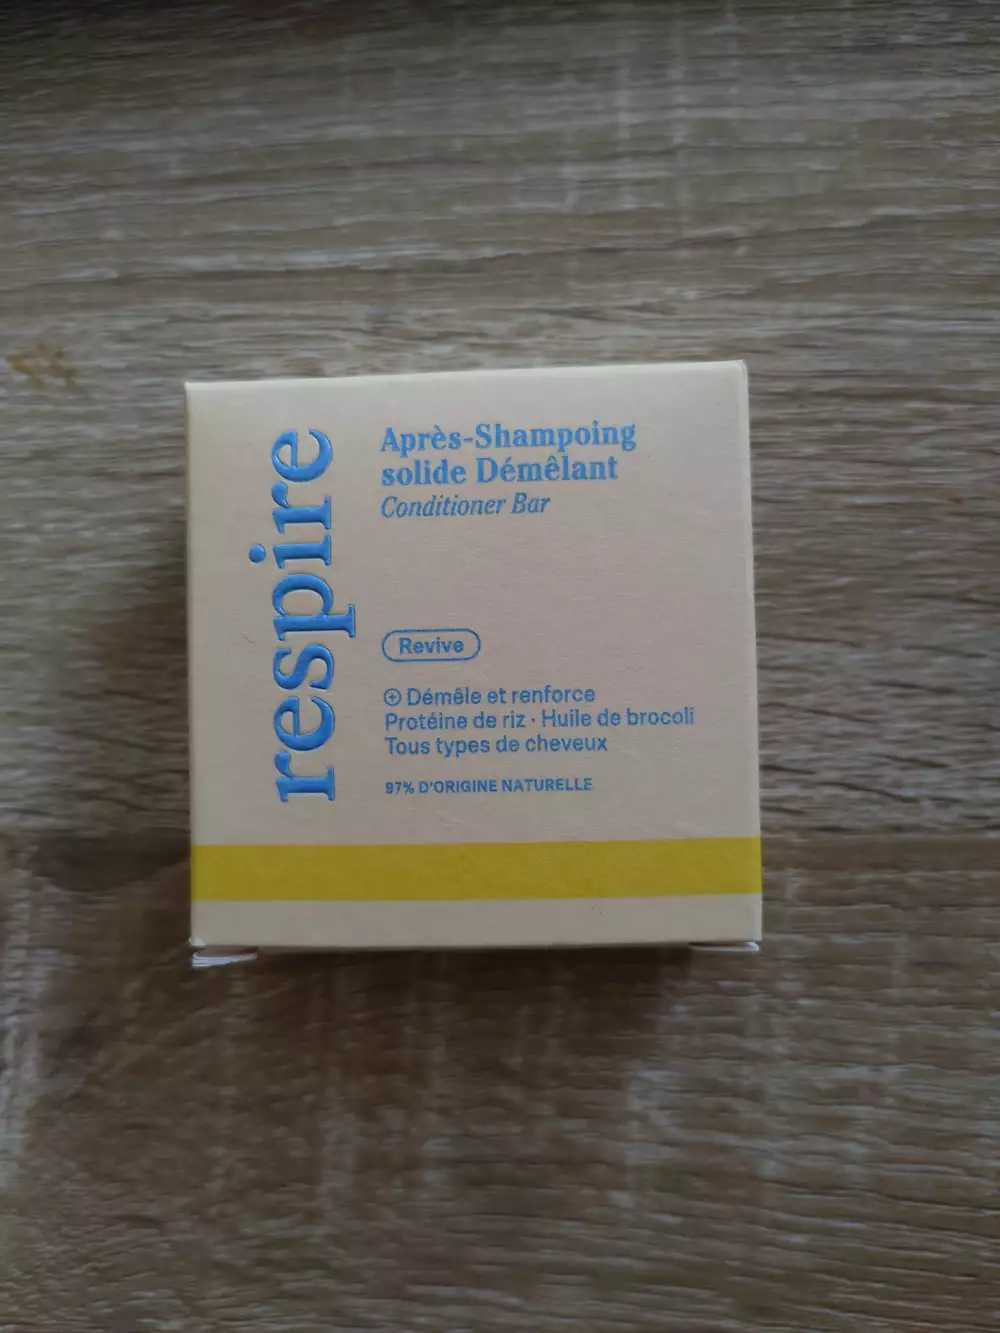 respire
Après-Shampoing
solide Démêlant
Conditioner Bar
Revive
Démêle et renforce
Protéine de riz · Huile de brocoli
Tous types de cheveux
97% D'ORIGINE NATURELLE